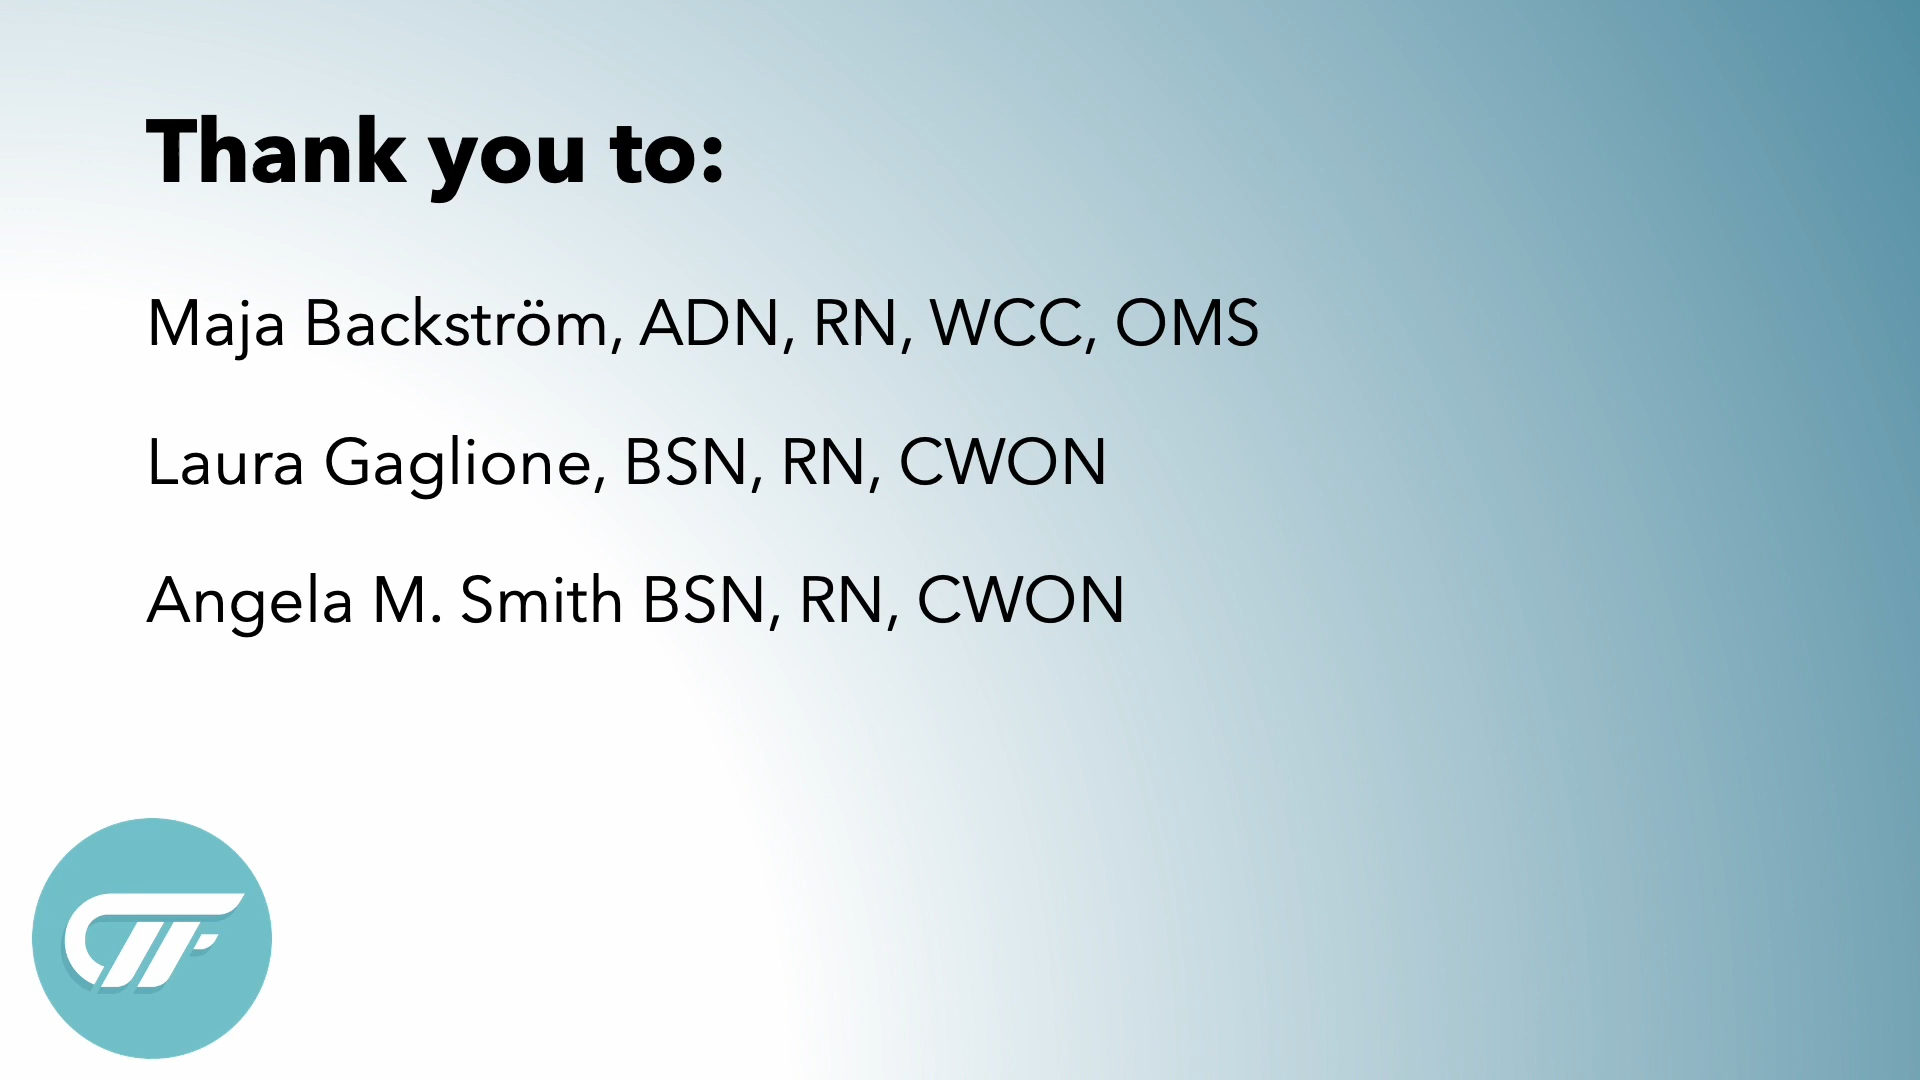 Thank you to:
Maja Backström, ADN, RN, WCC, OMS
Laura Gaglione, BSN, RN, CWON
Angela M. Smith BSN, RN, CWON